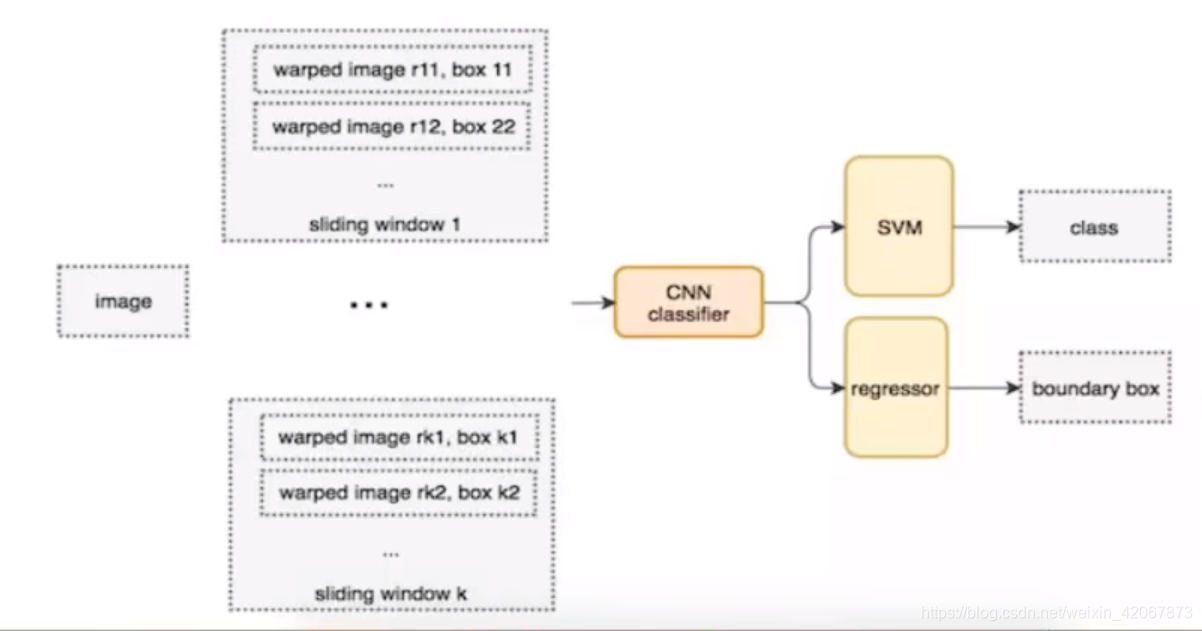 warped image r11, box 11
warped image r12, box 22
...
sliding window 1
image
...
CNN
classifier
SVM
class
regressor
boundary box
warped image rk1, box k1
warped image rk2, box k2
...
sliding window k
https://blog.csdn.net/weixin_42067873